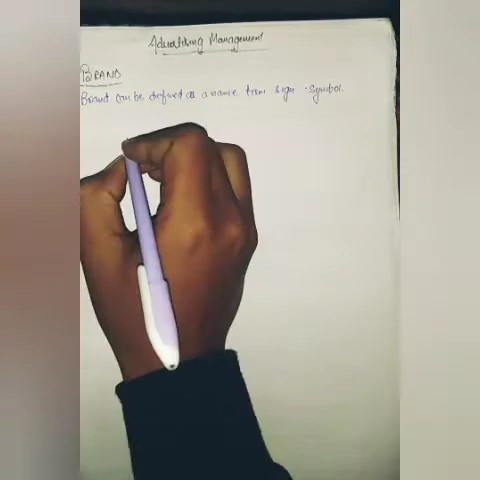 Advertising Management
BRAND
Brand can be defined as a name term sign . Symbol.